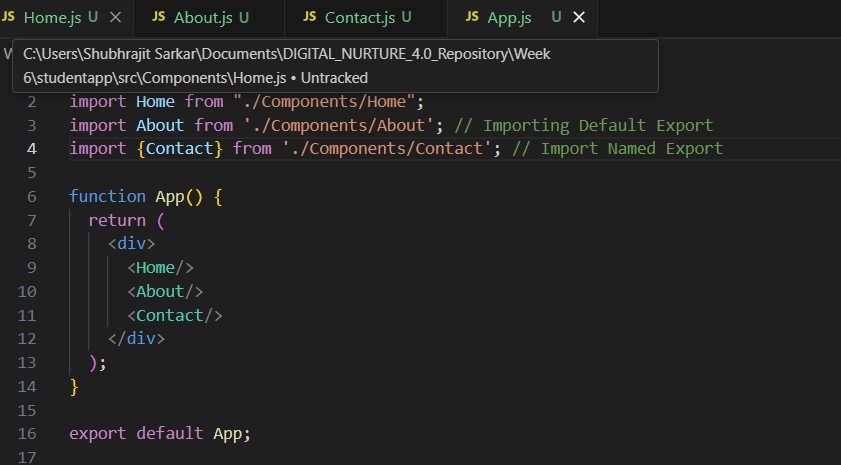 JS Home.js U
JS About.js U
JS Contact.js U
JS App.js U
W
C:\Users\Shubhrajit Sarkar\Documents\DIGITAL_NURTURE_4.0_Repository\Week
6\studentapp\src\Components\Home.js • Untracked
2 import Home from "./Components/Home";
3 import About from './Components/About'; // Importing Default Export
4 import {Contact} from './Components/Contact'; // Import Named Export
5
6 function App() {
7 return (
8 <div>
9 <Home/>
10 <About/>
11 <Contact/>
12 </div>
13 );
14 }
15
16 export default App;
17